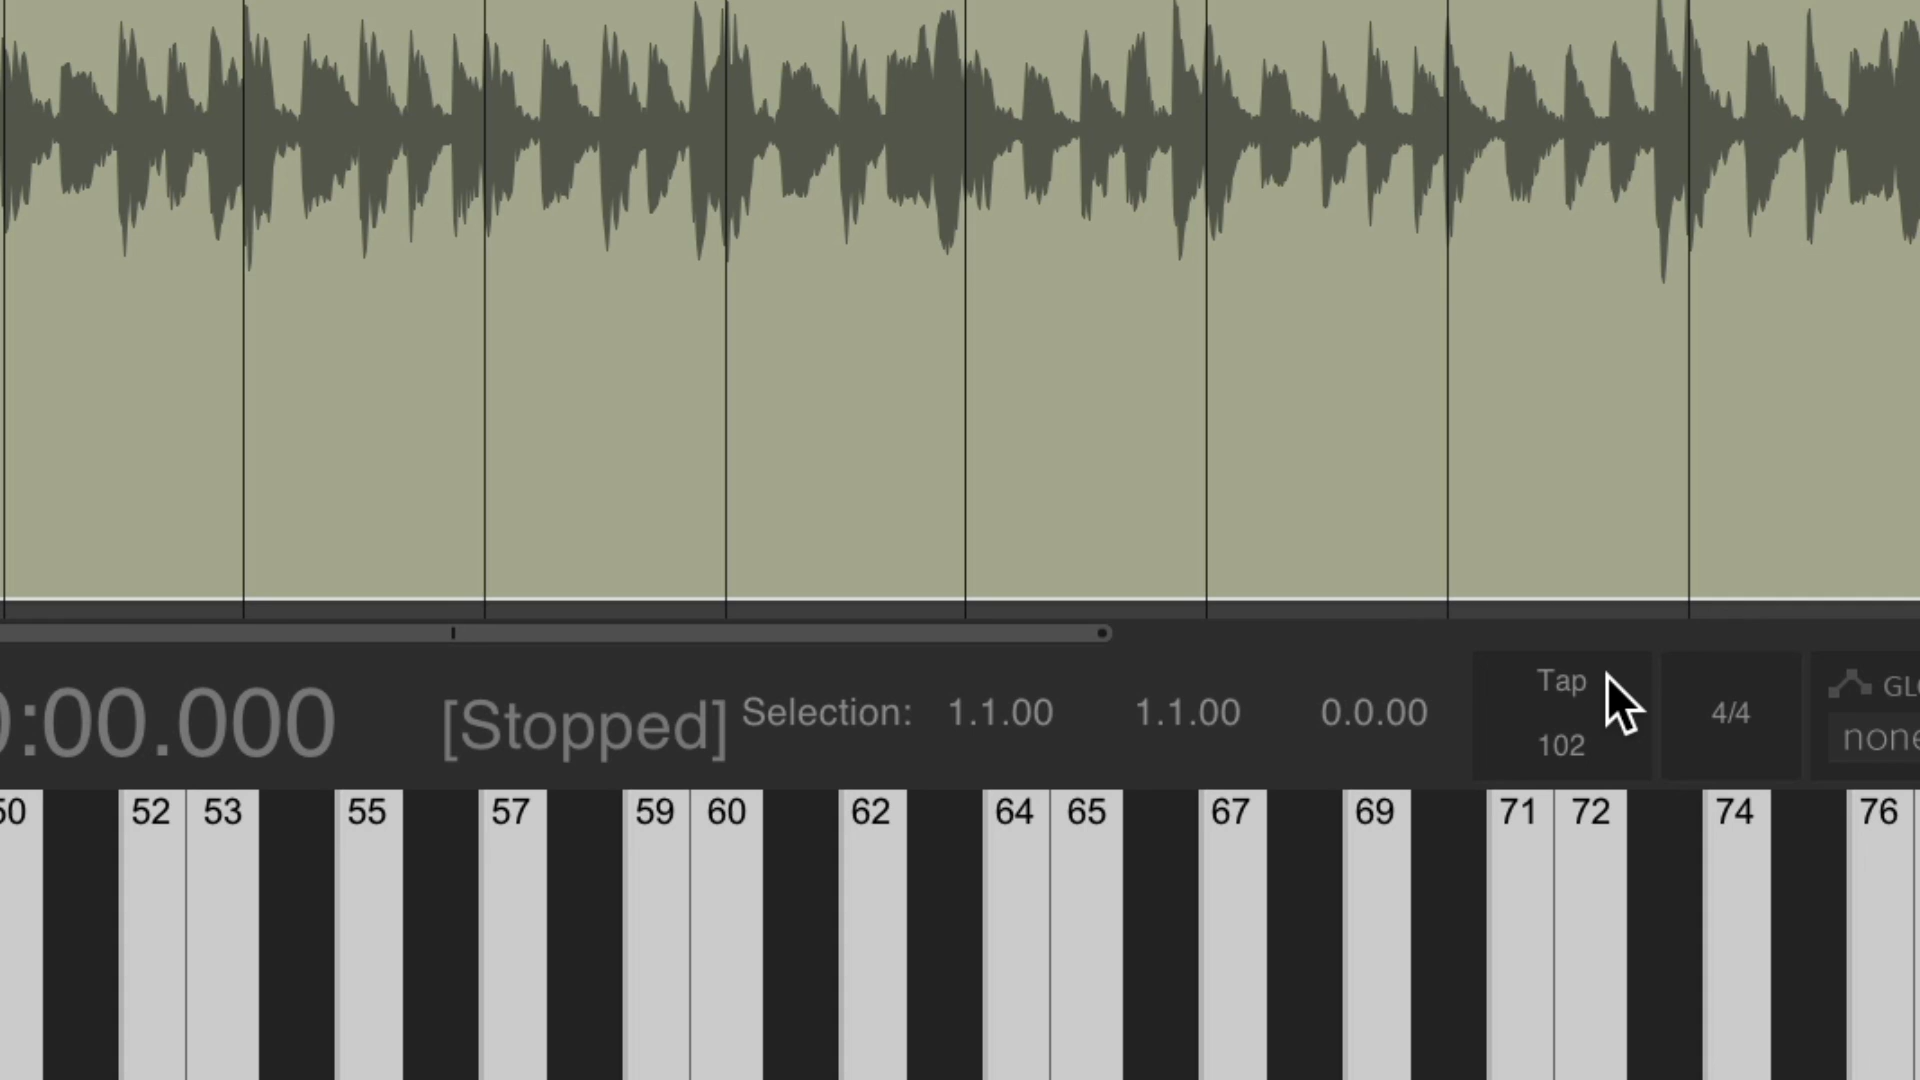 :00.000 [Stopped] Selection: 1.1.00 1.1.00 0.0.00
Tap
102
4/4
none
52 53 55 57 59 60 62 64 65 67 69 71 72 74 76